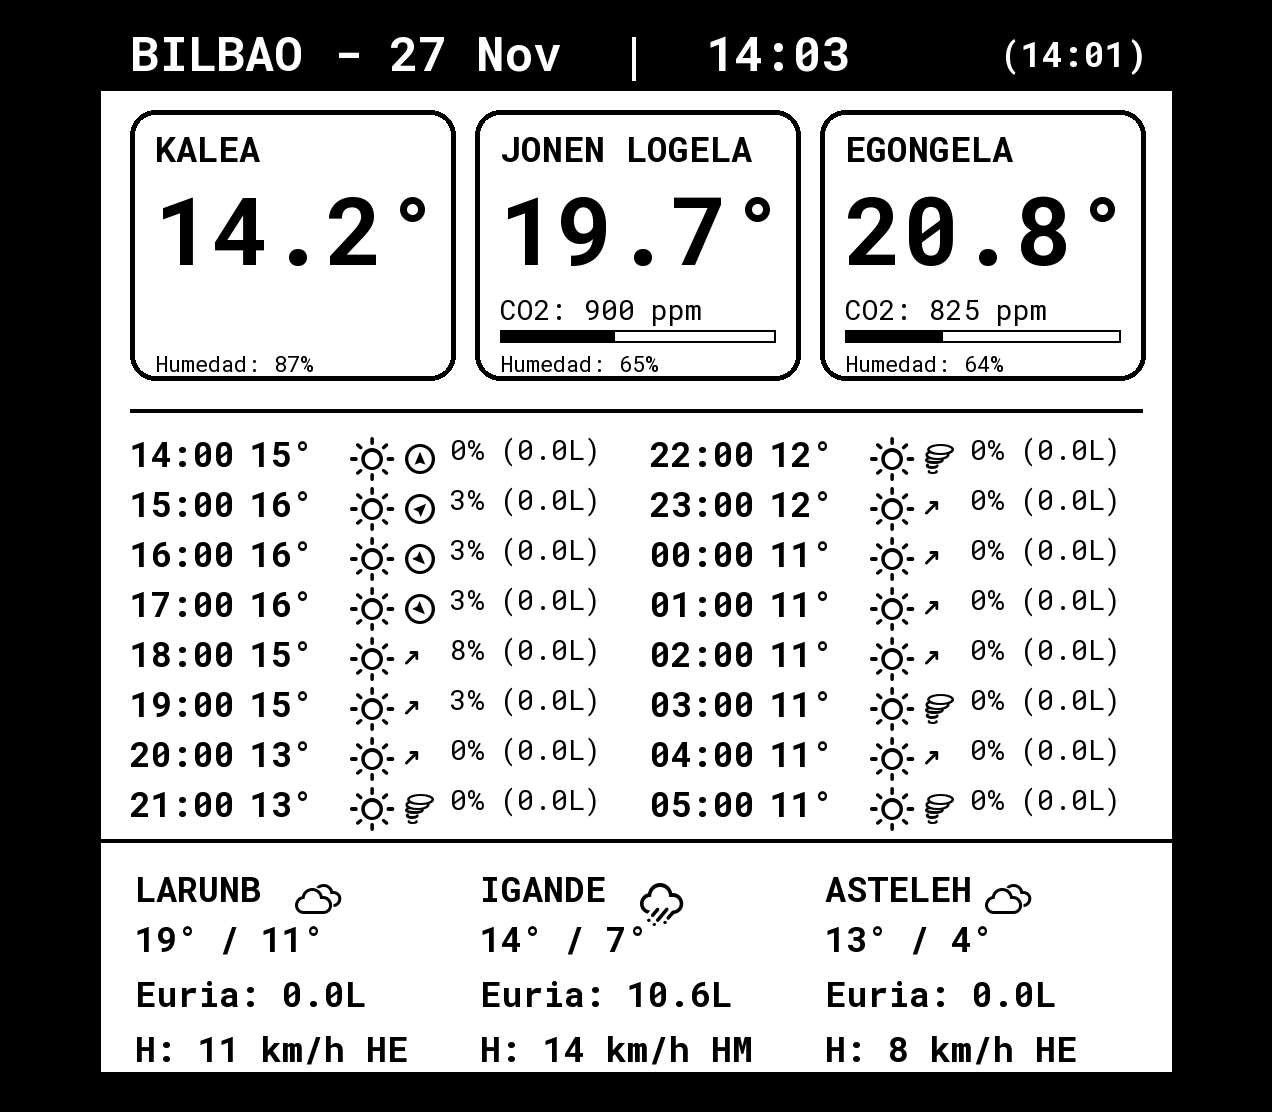 BILBAO - 27 Nov | 14:03 (14:01)
KALEA
14.2°
Humedad: 87%
JONEN LOGELA
19.7°
CO2: 900 ppm
Humedad: 65%
EGONGELA
20.8°
CO2: 825 ppm
Humedad: 64%
14:00 15° 0% (0.0L)
15:00 16° 3% (0.0L)
16:00 16° 3% (0.0L)
17:00 16° 3% (0.0L)
18:00 15° 8% (0.0L)
19:00 15° 3% (0.0L)
20:00 13° 0% (0.0L)
21:00 13° 0% (0.0L)
22:00 12° 0% (0.0L)
23:00 12° 0% (0.0L)
00:00 11° 0% (0.0L)
01:00 11° 0% (0.0L)
02:00 11° 0% (0.0L)
03:00 11° 0% (0.0L)
04:00 11° 0% (0.0L)
05:00 11° 0% (0.0L)
LARUNB
19° / 11°
Euria: 0.0L
H: 11 km/h HE
IGANDE
14° / 7°
Euria: 10.6L
H: 14 km/h HM
ASTELEH
13° / 4°
Euria: 0.0L
H: 8 km/h HE